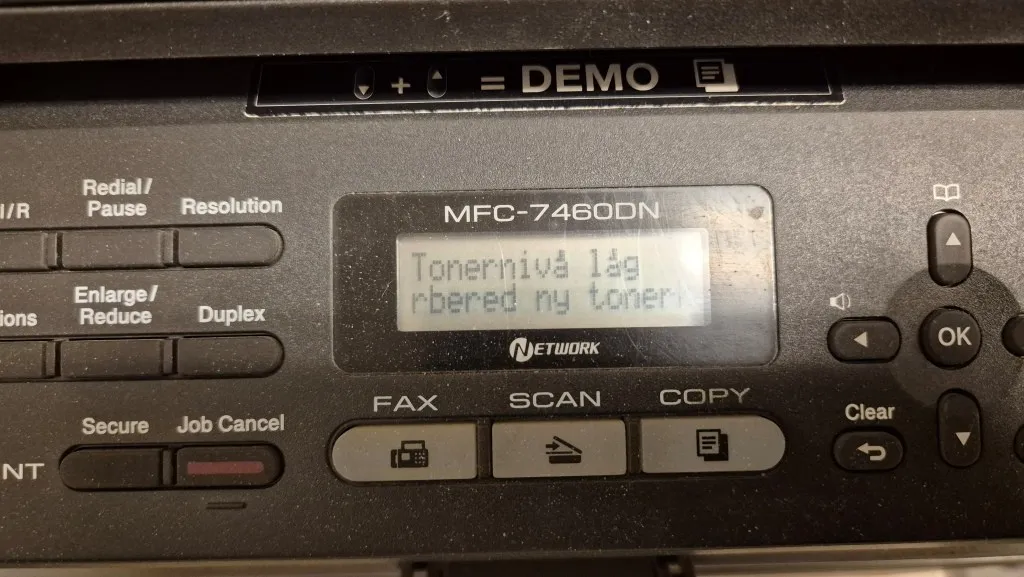 + = DEMO
Redial/
Pause
Resolution
MFC-7460DN
Tonernivå låg
rbered ny toner
Enlarge/
Reduce
Duplex
NETWORK
FAX
SCAN
COPY
Secure
Job Cancel
OK
Clear